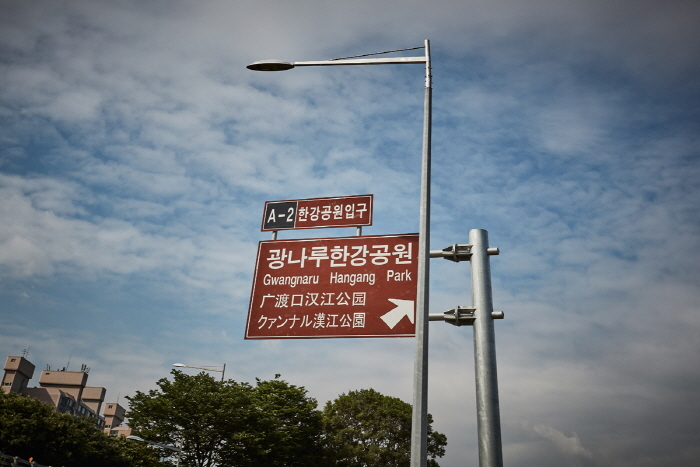 A-2 한강공원입구
광나루한강공원
Gwangnaru Hangang Park
广渡口汉江公园
クァンナル漢江公園